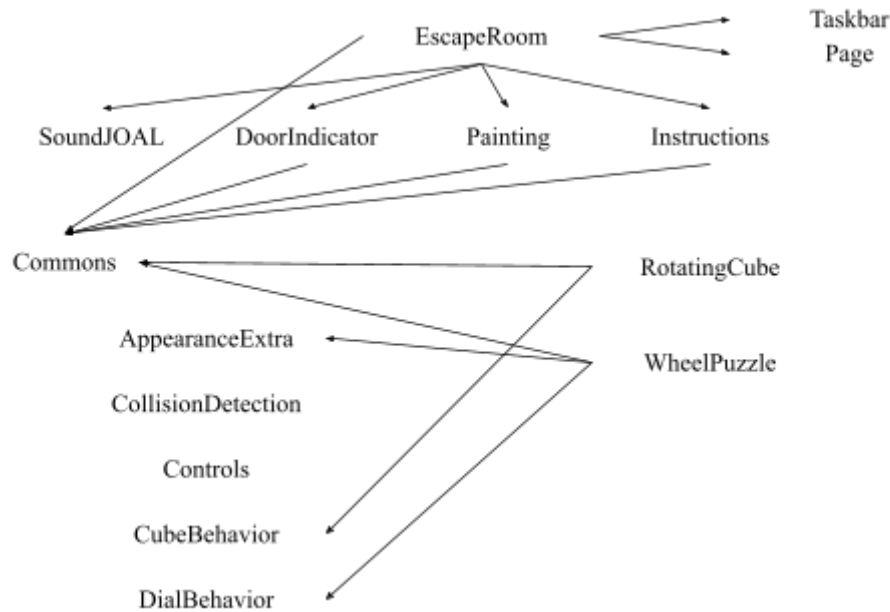 EscapeRoom
Taskbar
Page
SoundJOAL
DoorIndicator
Painting
Instructions
Commons
RotatingCube
AppearanceExtra
WheelPuzzle
CollisionDetection
Controls
CubeBehavior
DialBehavior